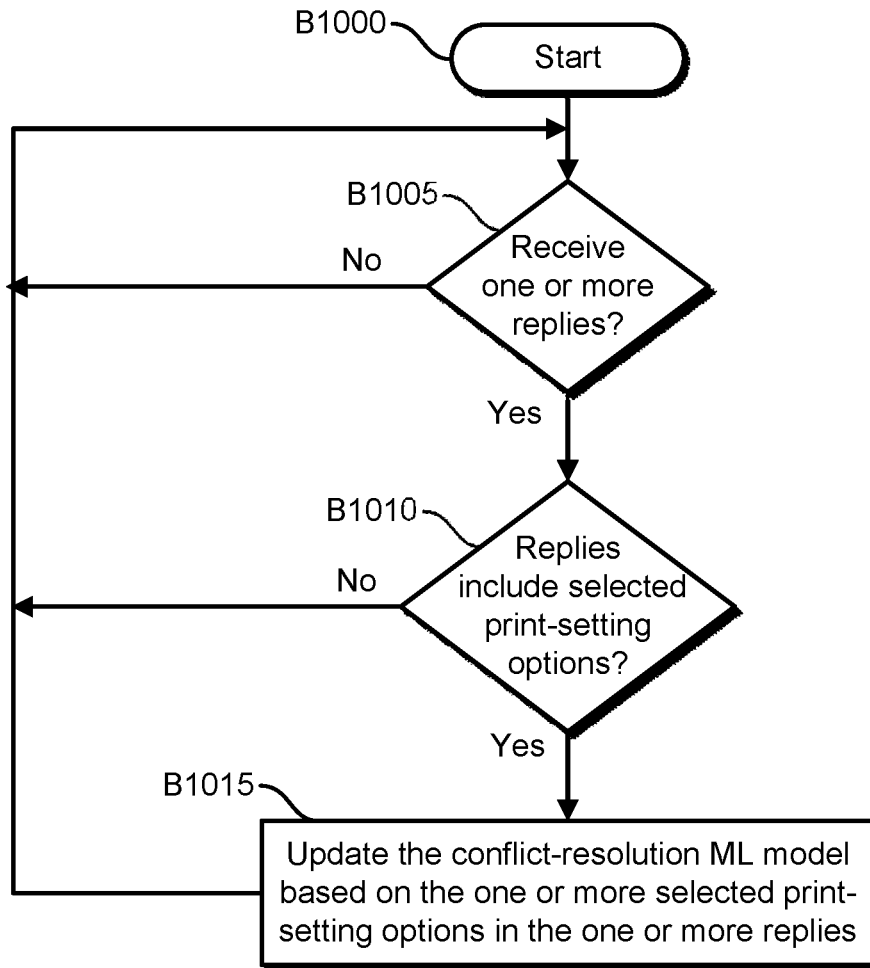 B1000
Start
B1005
Receive
one or more
replies?
No
Yes
B1010
Replies
include selected
print-setting
options?
No
Yes
B1015
Update the conflict-resolution ML model
based on the one or more selected print-
setting options in the one or more replies